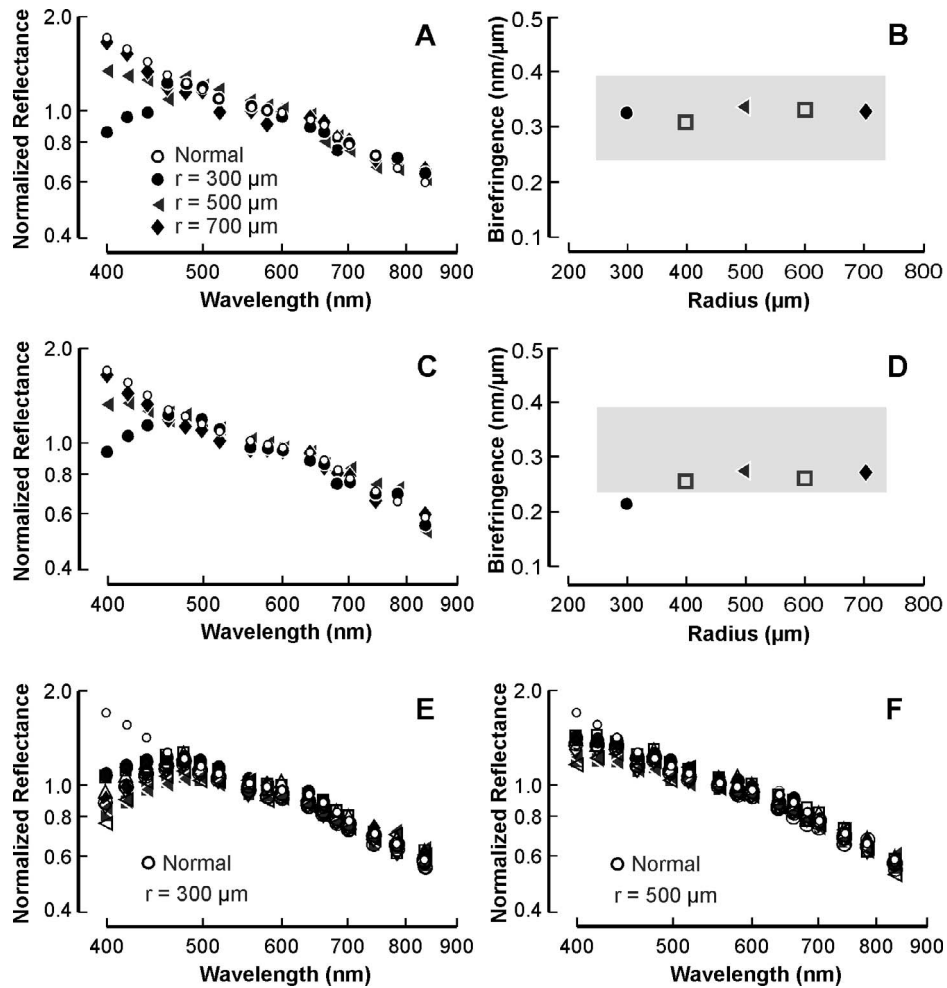 A
Normalized Reflectance
2.0
1.0
0.8
0.6
0.4
Normal
r = 300 µm
r = 500 µm
r = 700 µm
400 500 600 700 800 900
Wavelength (nm)
B
Birefringence (nm/µm)
0.5
0.4
0.3
0.2
0.1
200 300 400 500 600 700 800
Radius (µm)
C
Normalized Reflectance
2.0
1.0
0.8
0.6
0.4
400 500 600 700 800 900
Wavelength (nm)
D
Birefringence (nm/µm)
0.5
0.4
0.3
0.2
0.1
200 300 400 500 600 700 800
Radius (µm)
E
Normalized Reflectance
2.0
1.0
0.8
0.6
0.4
Normal
r = 300 µm
400 500 600 700 800 900
Wavelength (nm)
F
Normalized Reflectance
2.0
1.0
0.8
0.6
0.4
Normal
r = 500 µm
400 500 600 700 800 900
Wavelength (nm)